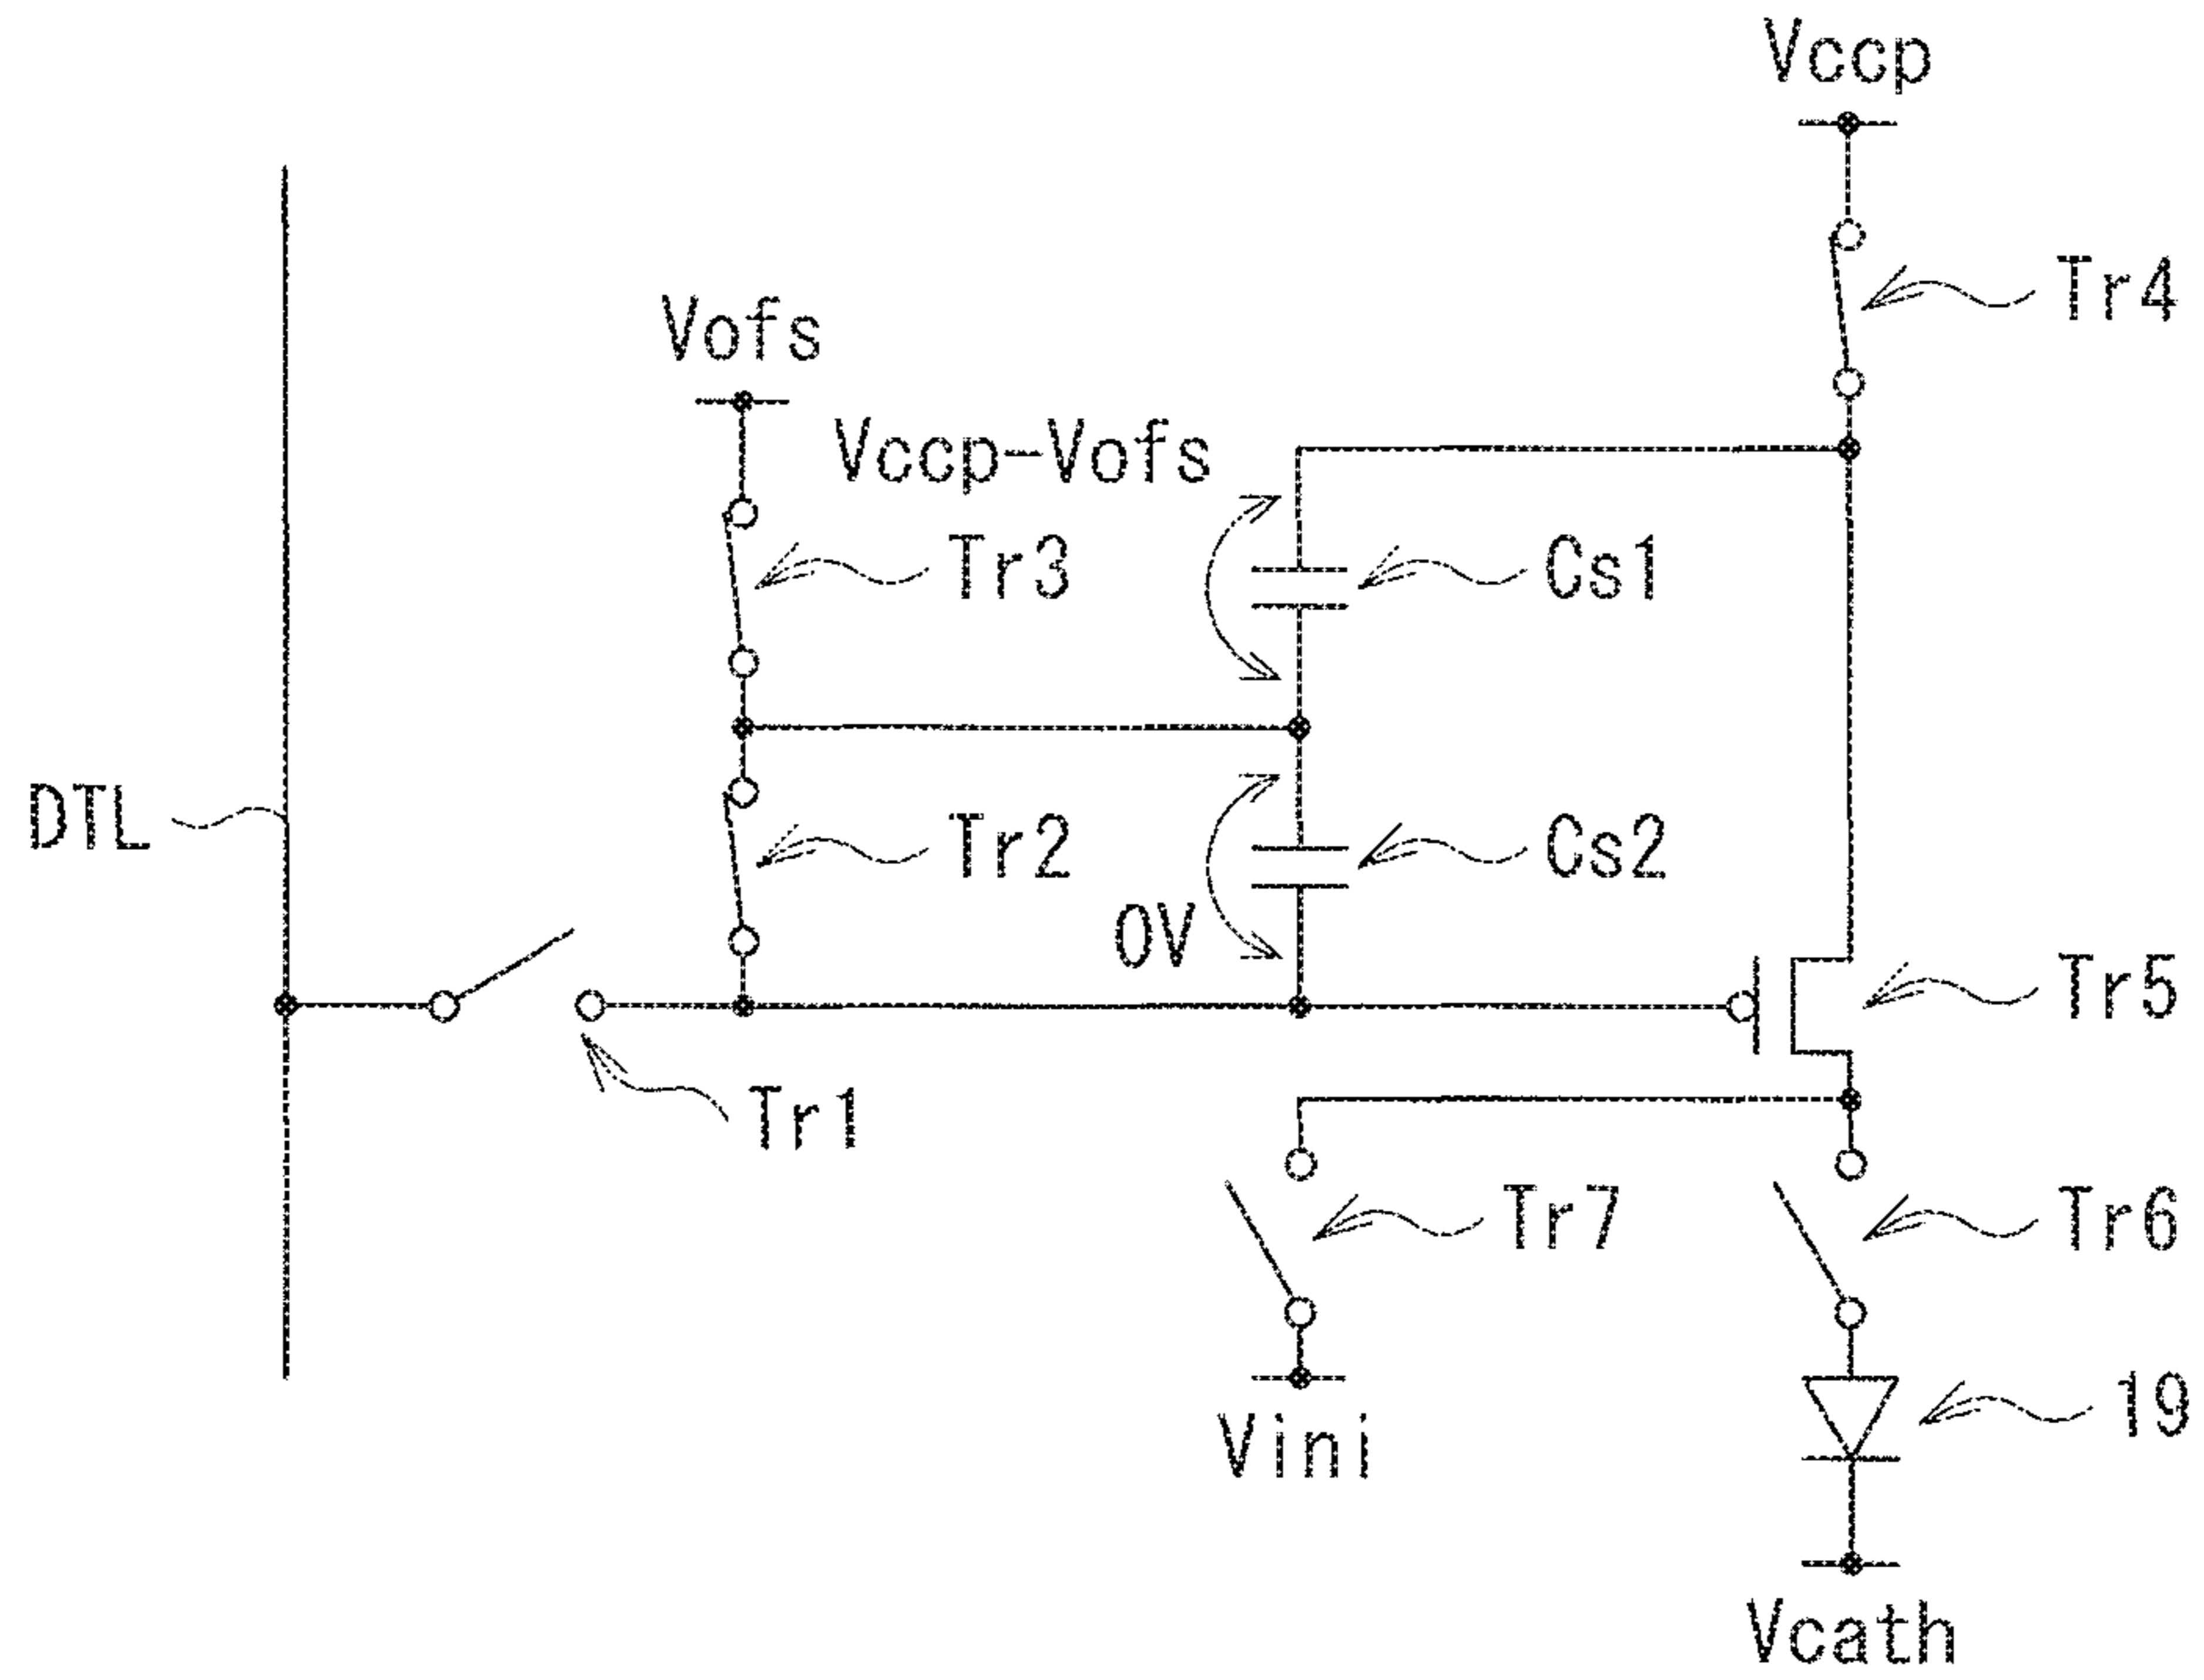 Vccp
Tr4
Vofs
Vccp-Vofs
Tr3
Cs1
DTL
Tr2
Cs2
0V
Tr5
Tr1
Tr7
Tr6
19
Vini
Vcath